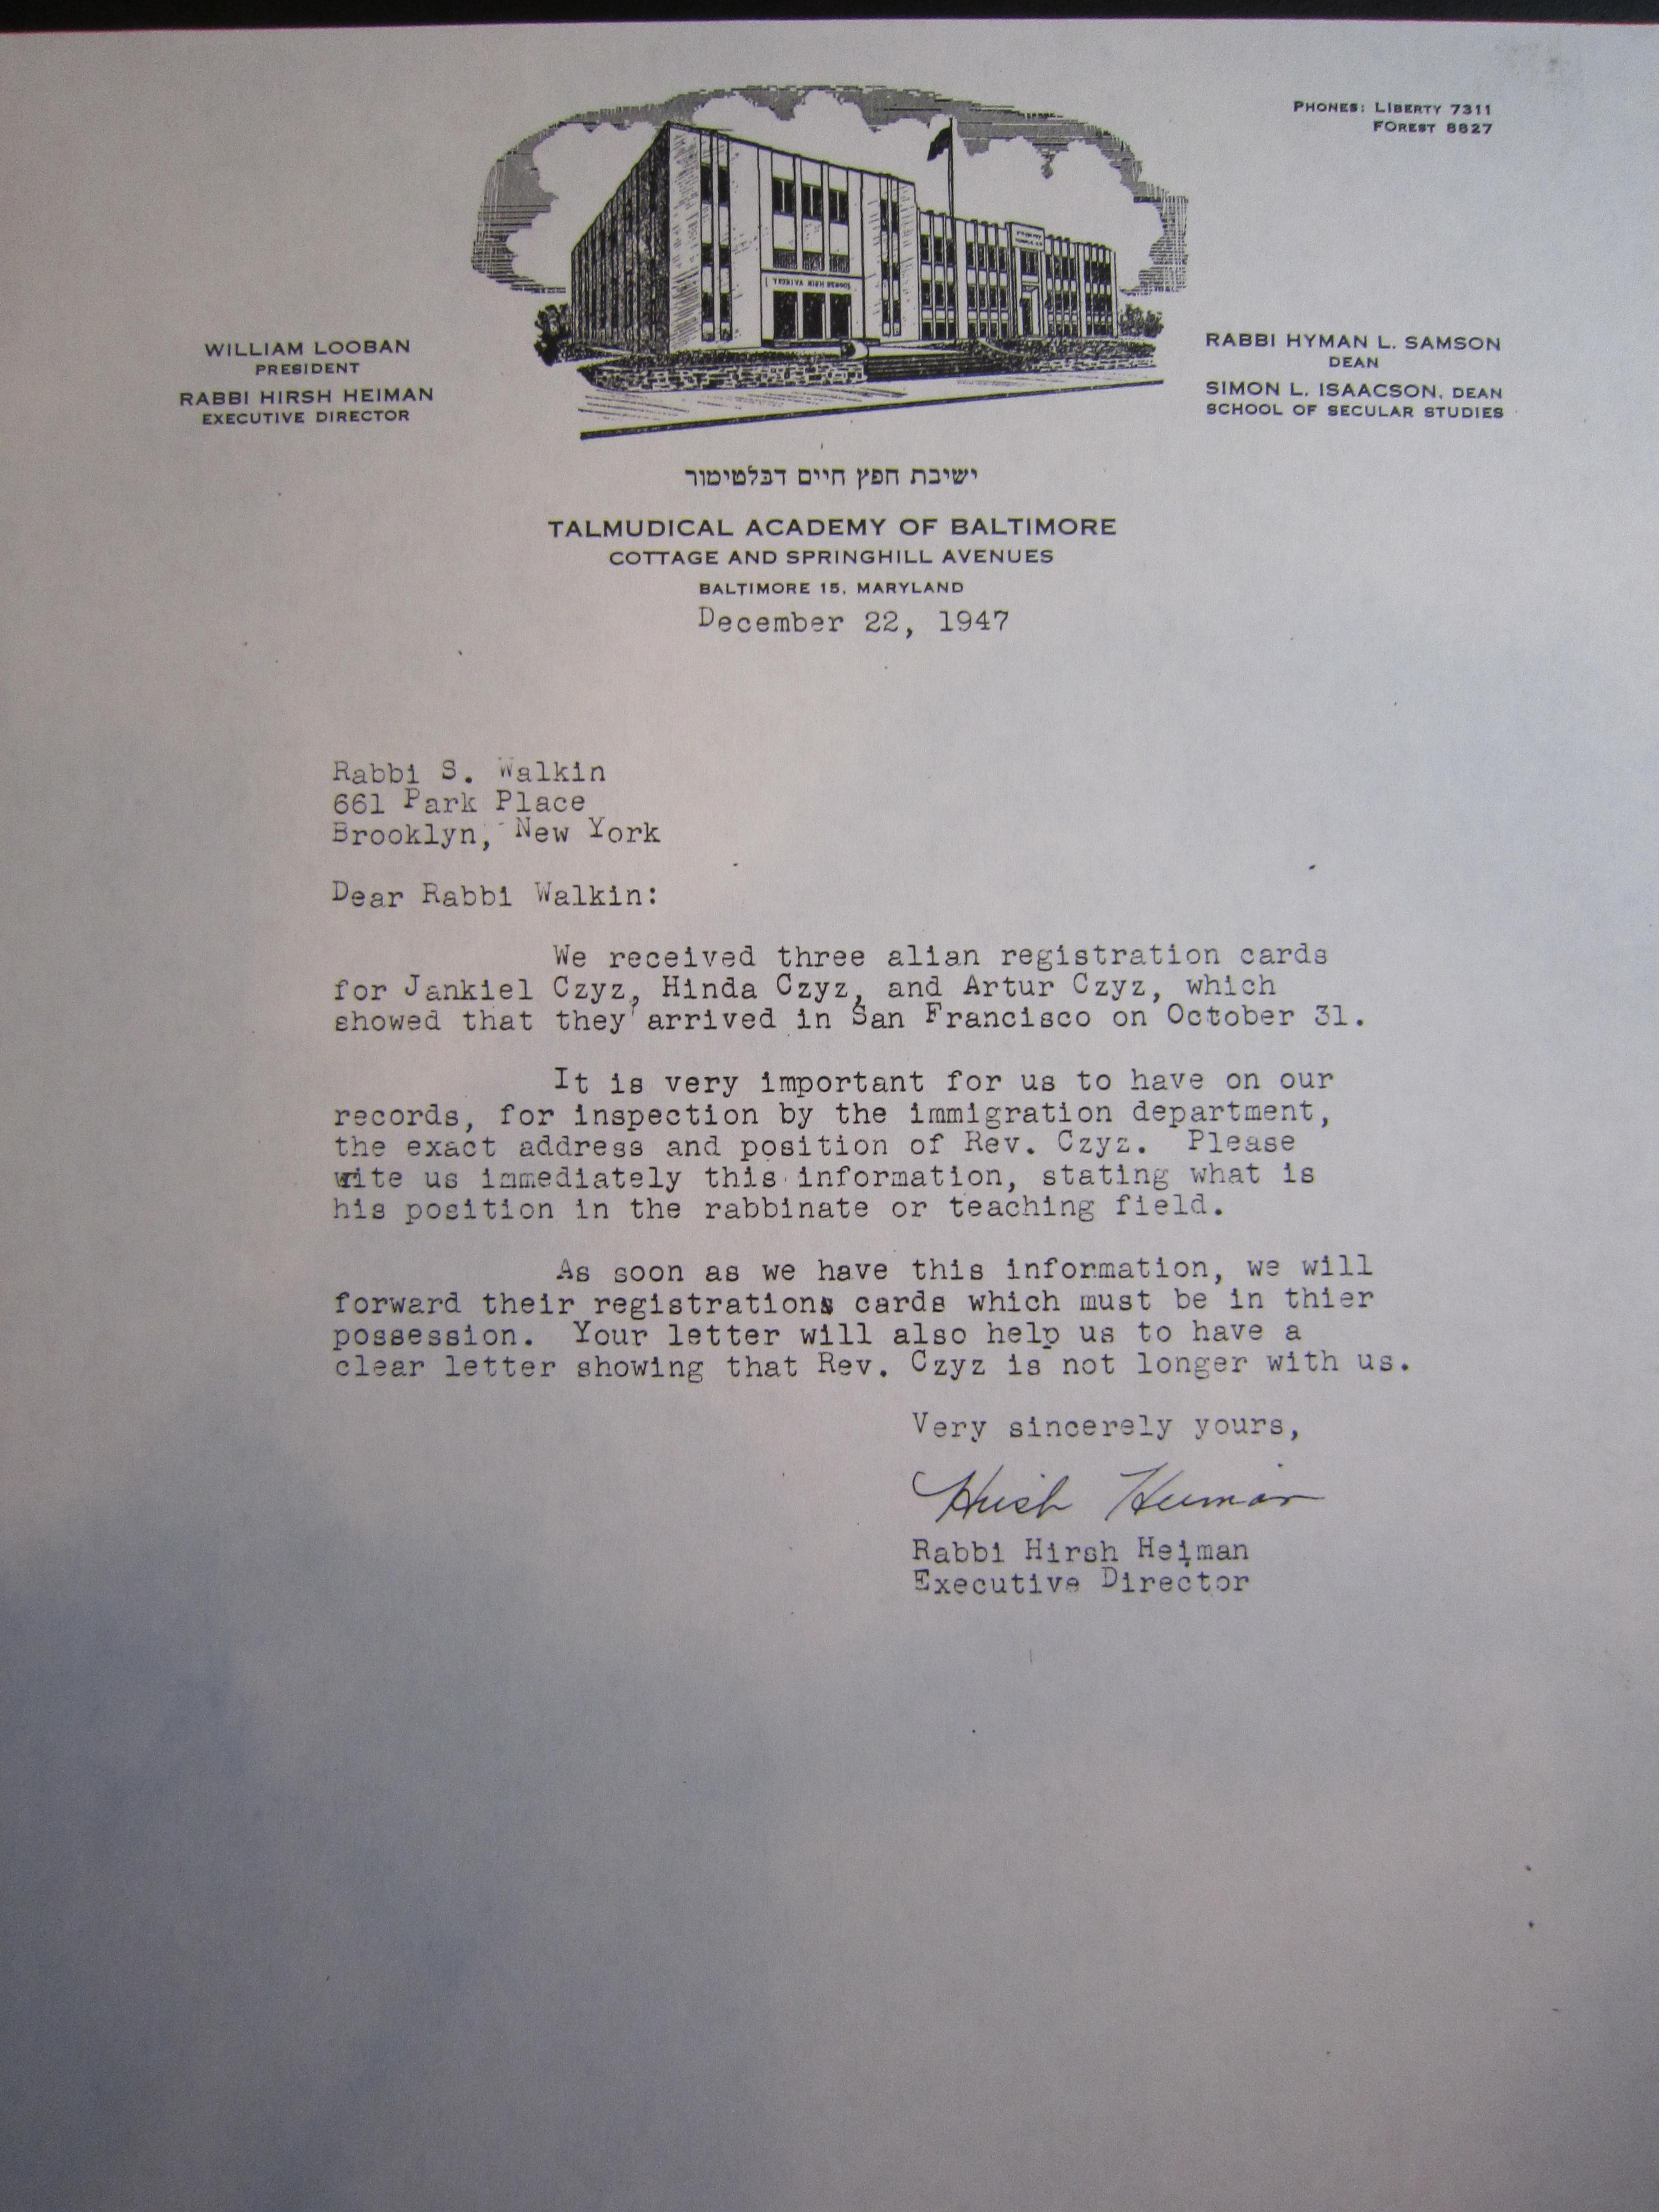 PHONES: LIBERTY 7311
FOREST 8827
WILLIAM LOOBAN
PRESIDENT
RABBI HIRSH HEIMAN
EXECUTIVE DIRECTOR
RABBI HYMAN L. SAMSON
DEAN
SIMON L. ISAACSON, DEAN
SCHOOL OF SECULAR STUDIES
ישיבת חפץ חיים דבלטימור
TALMUDICAL ACADEMY OF BALTIMORE
COTTAGE AND SPRINGHILL AVENUES
BALTIMORE 15, MARYLAND
December 22, 1947
Rabbi S. Walkin
661 Park Place
Brooklyn, New York
Dear Rabbi Walkin:
We received three alian registration cards
for Jankiel Czyz, Hinda Czyz, and Artur Czyz, which
showed that they arrived in San Francisco on October 31.
It is very important for us to have on our
records, for inspection by the immigration department,
the exact address and position of Rev. Czyz. Please
write us immediately this information, stating what is
his position in the rabbinate or teaching field.
As soon as we have this information, we will
forward their registrations cards which must be in thier
possession. Your letter will also help us to have a
clear letter showing that Rev. Czyz is not longer with us.
Very sincerely yours,
Hirsh Heiman
Rabbi Hirsh Heiman
Executive Director